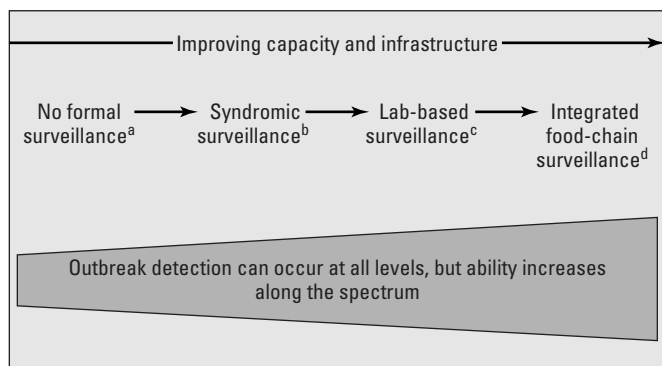 Improving capacity and infrastructure
No formal
surveillanceᵃ
Syndromic
surveillanceᵇ
Lab-based
surveillanceᶜ
Integrated
food-chain
surveillanceᵈ
Outbreak detection can occur at all levels, but ability increases
along the spectrum